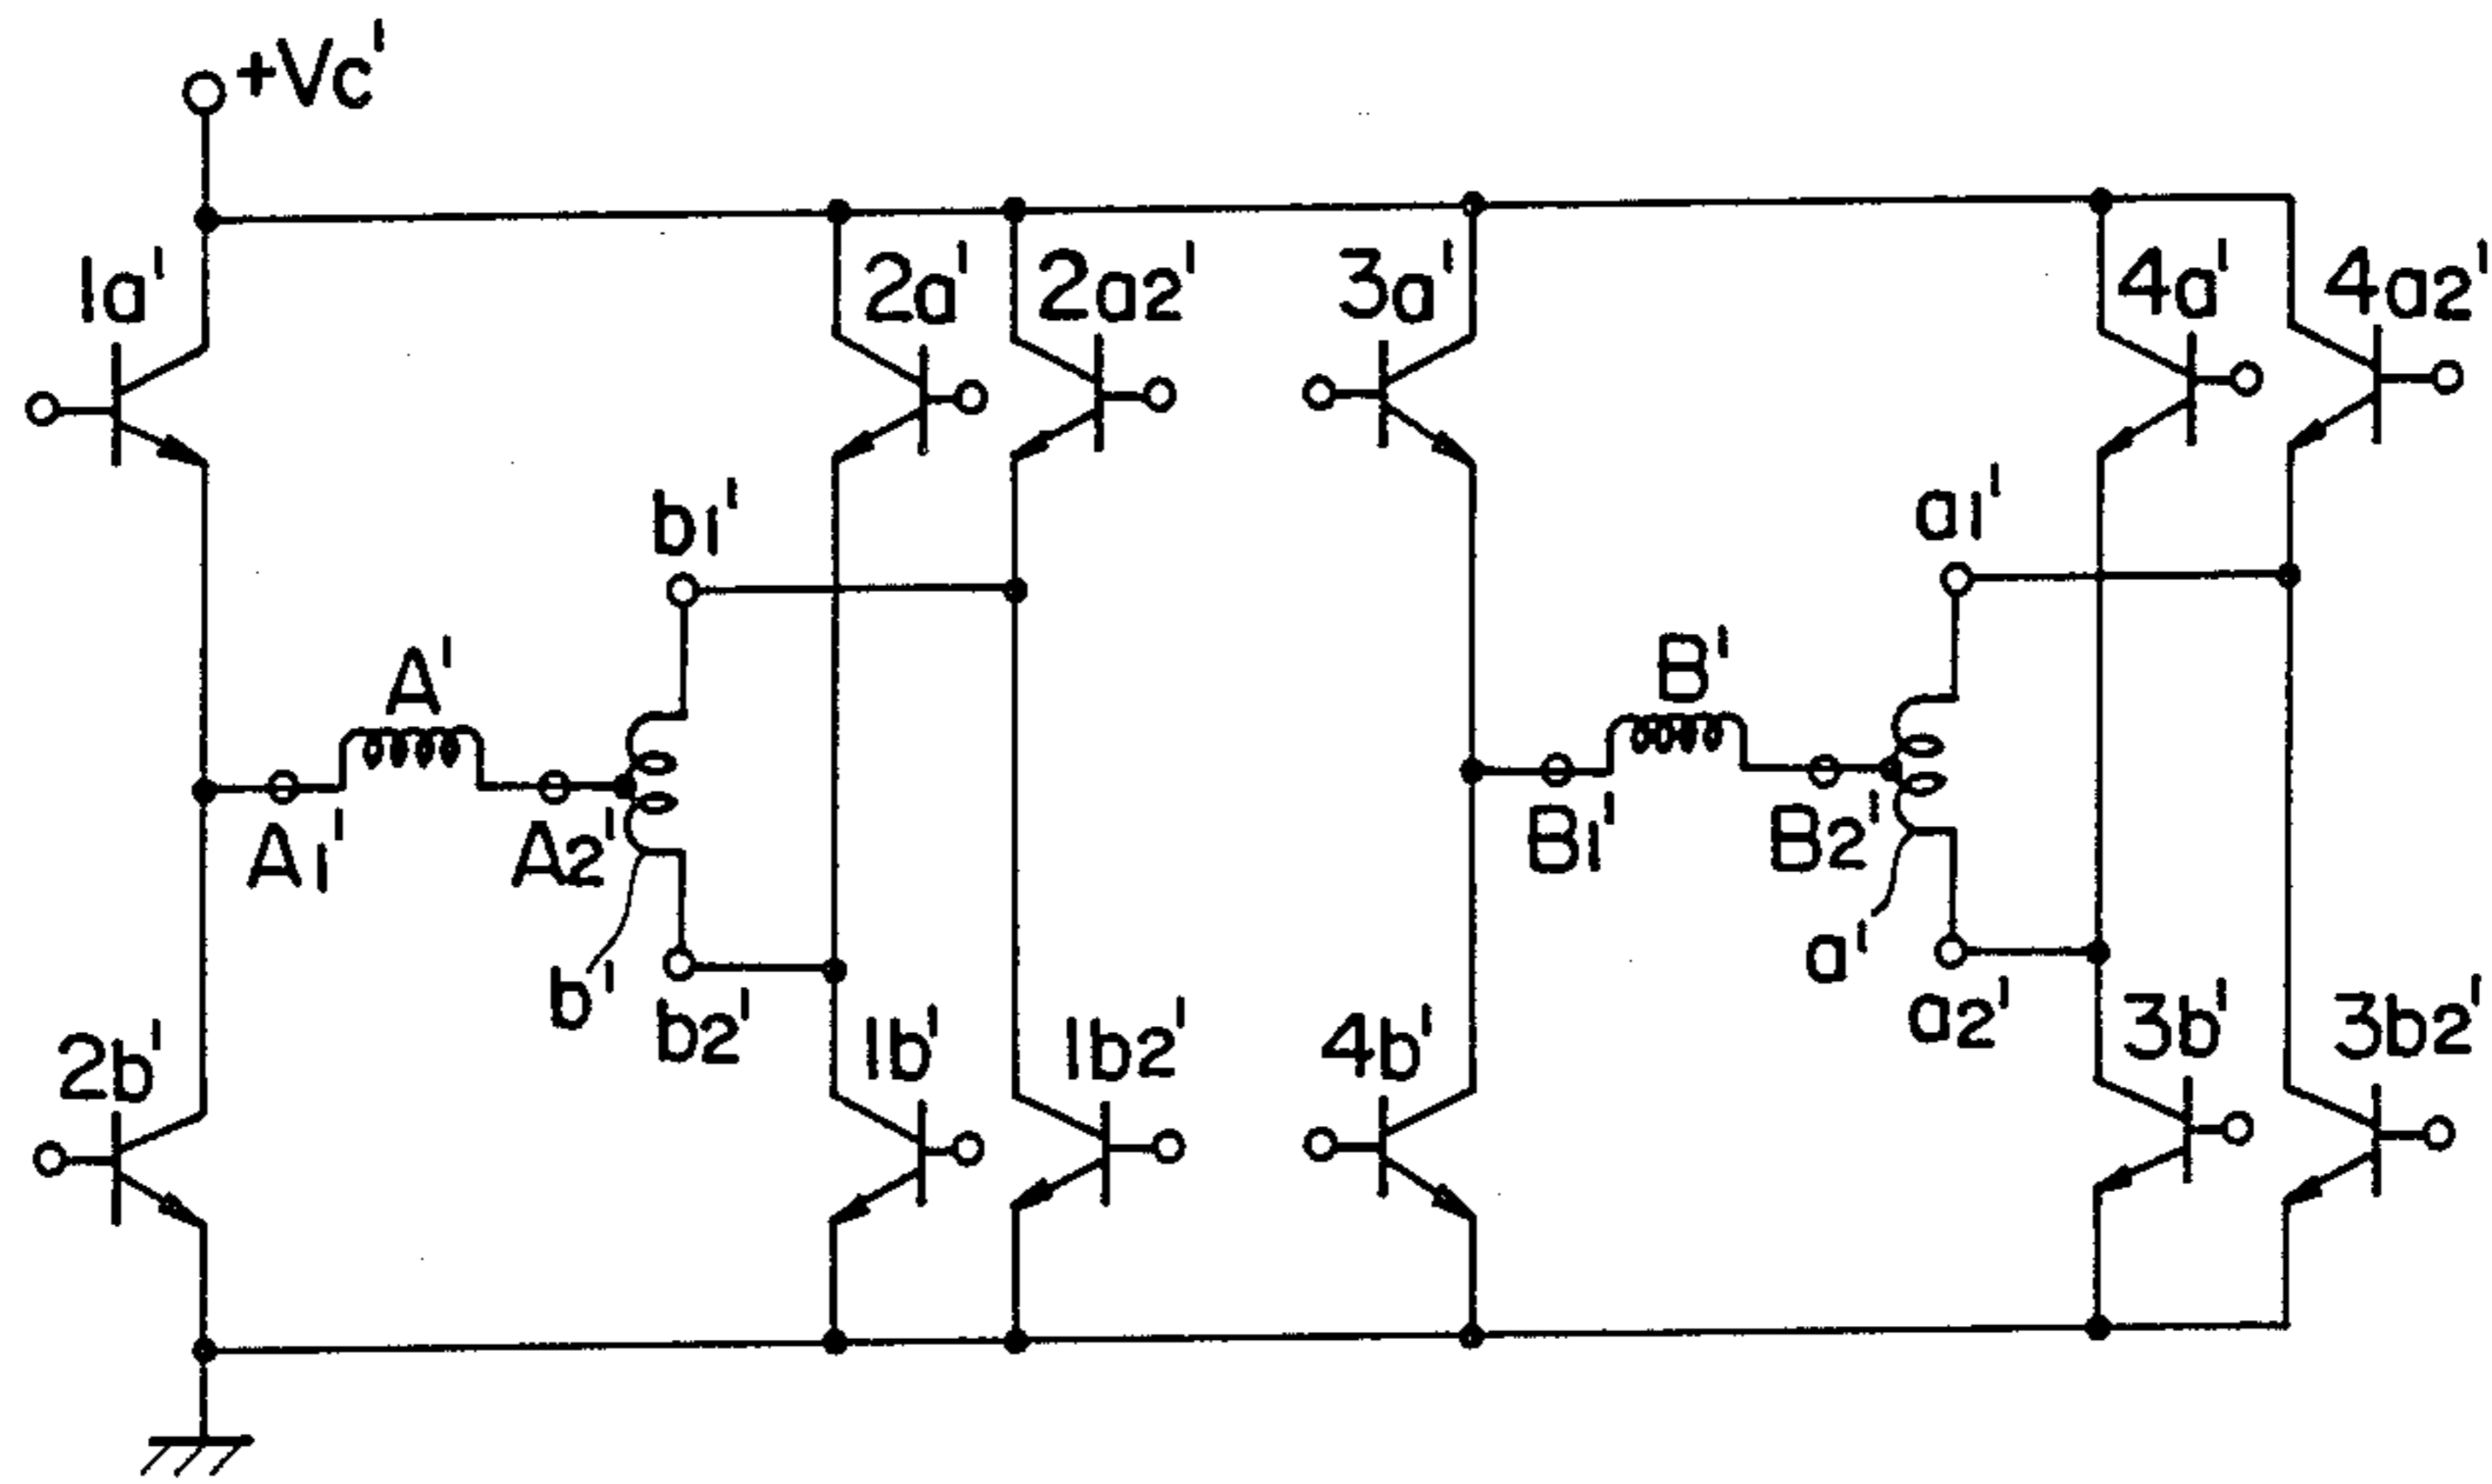 +Vc'
1a'
2a'
2a2'
3a'
4a'
4a2'
b1'
a1'
A'
B'
A1'
A2'
B1'
B2'
b'
b2'
a'
a2'
2b'
1b'
1b2'
4b'
3b'
3b2'